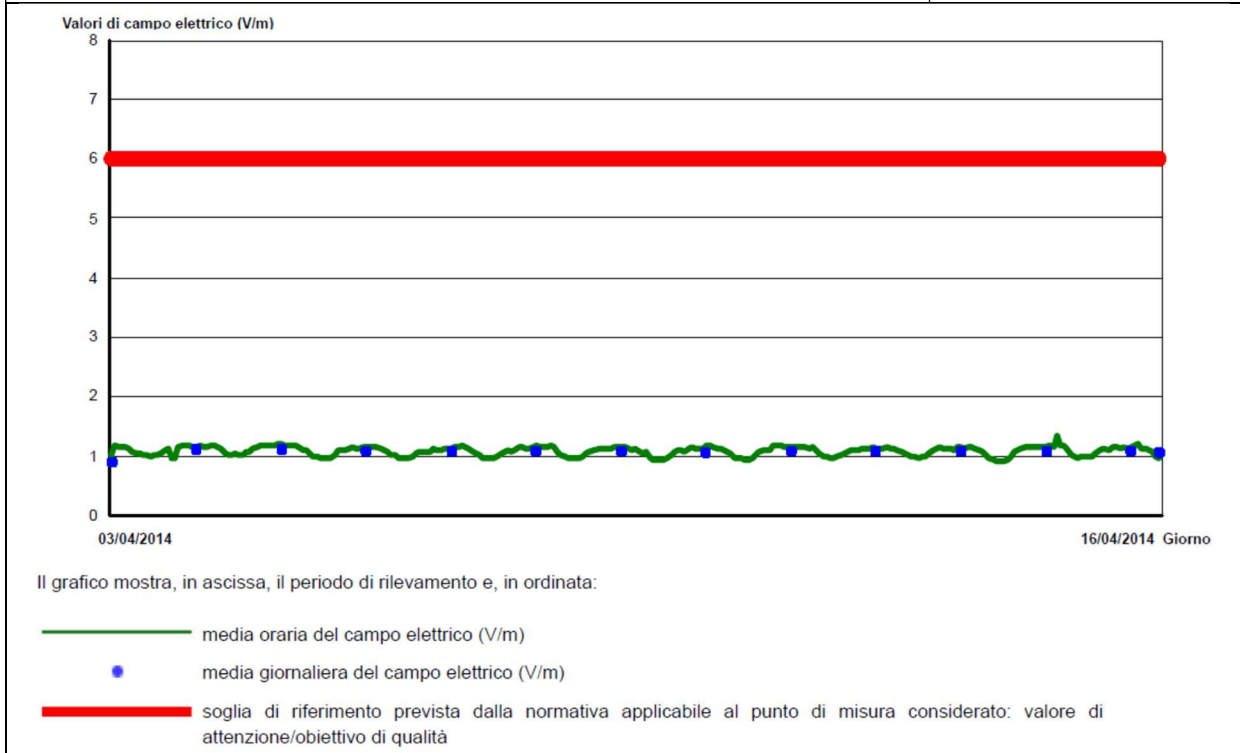 Valori di campo elettrico (V/m)
8
7
6
5
4
3
2
1
0
03/04/2014
16/04/2014 Giorno
Il grafico mostra, in ascissa, il periodo di rilevamento e, in ordinata:
media oraria del campo elettrico (V/m)
media giornaliera del campo elettrico (V/m)
soglia di riferimento prevista dalla normativa applicabile al punto di misura considerato: valore di
attenzione/obiettivo di qualità